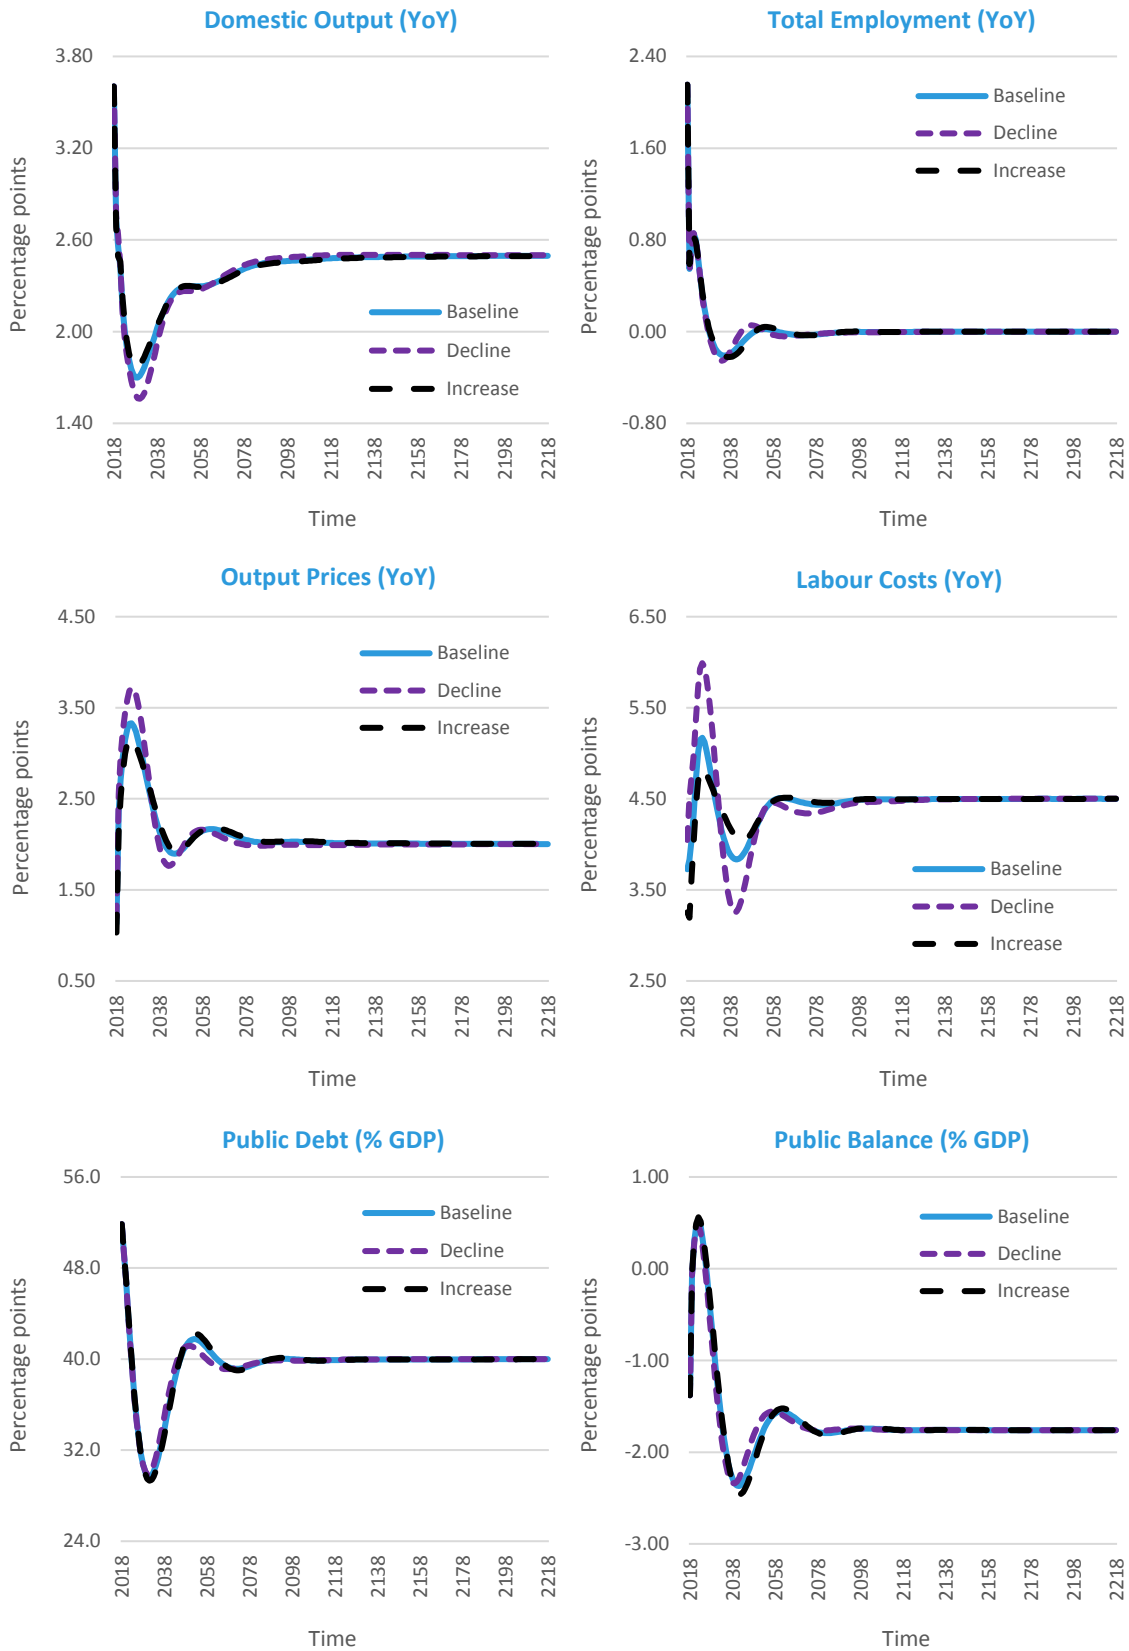 Domestic Output (YoY)
Percentage points
3.80
3.20
2.60
2.00
1.40
Baseline
Decline
Increase
2018
2038
2058
2078
2098
2118
2138
2158
2178
2198
2218
Time
Total Employment (YoY)
Percentage points
2.40
1.60
0.80
0.00
-0.80
Baseline
Decline
Increase
2018
2038
2058
2078
2098
2118
2138
2158
2178
2198
2218
Time
Output Prices (YoY)
Percentage points
4.50
3.50
2.50
1.50
0.50
Baseline
Decline
Increase
2018
2038
2058
2078
2098
2118
2138
2158
2178
2198
2218
Time
Labour Costs (YoY)
Percentage points
6.50
5.50
4.50
3.50
2.50
Baseline
Decline
Increase
2018
2038
2058
2078
2098
2118
2138
2158
2178
2198
2218
Time
Public Debt (% GDP)
Percentage points
56.0
48.0
40.0
32.0
24.0
Baseline
Decline
Increase
2018
2038
2058
2078
2098
2118
2138
2158
2178
2198
2218
Time
Public Balance (% GDP)
Percentage points
1.00
0.00
-1.00
-2.00
-3.00
Baseline
Decline
Increase
2018
2038
2058
2078
2098
2118
2138
2158
2178
2198
2218
Time